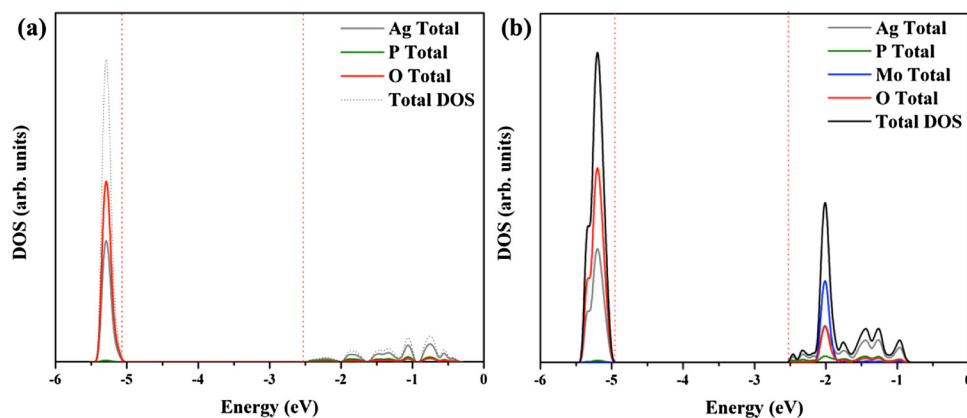 (a)
Ag Total
P Total
O Total
Total DOS
DOS (arb. units)
-6 -5 -4 -3 -2 -1 0
Energy (eV)
(b)
Ag Total
P Total
Mo Total
O Total
Total DOS
DOS (arb. units)
-6 -5 -4 -3 -2 -1 0
Energy (eV)